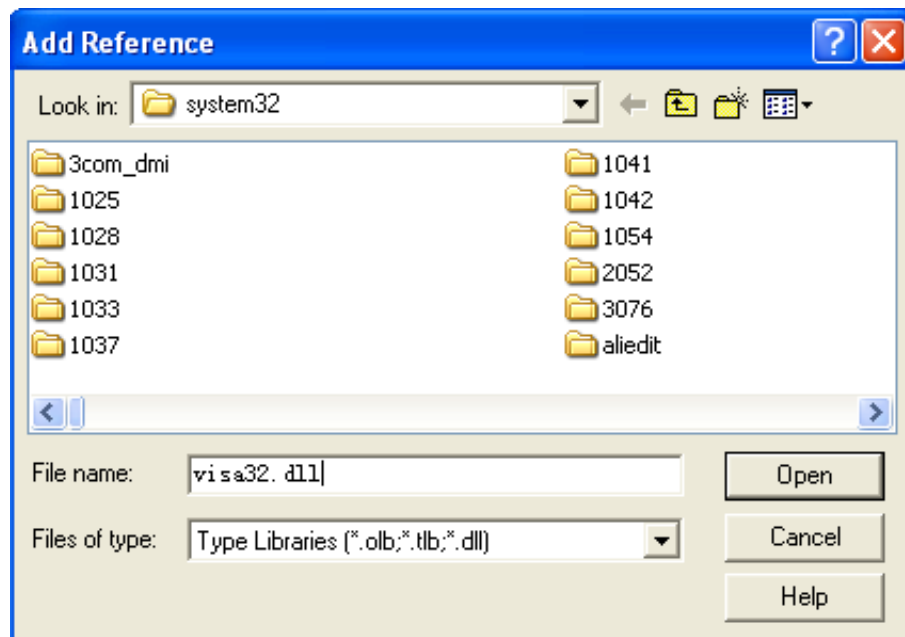 Add Reference
Look in: system32
3com_dmi
1025
1028
1031
1033
1037
1041
1042
1054
2052
3076
aliedit
File name: visa32. dll
Open
Files of type: Type Libraries (*.olb;*.tlb;*.dll)
Cancel
Help